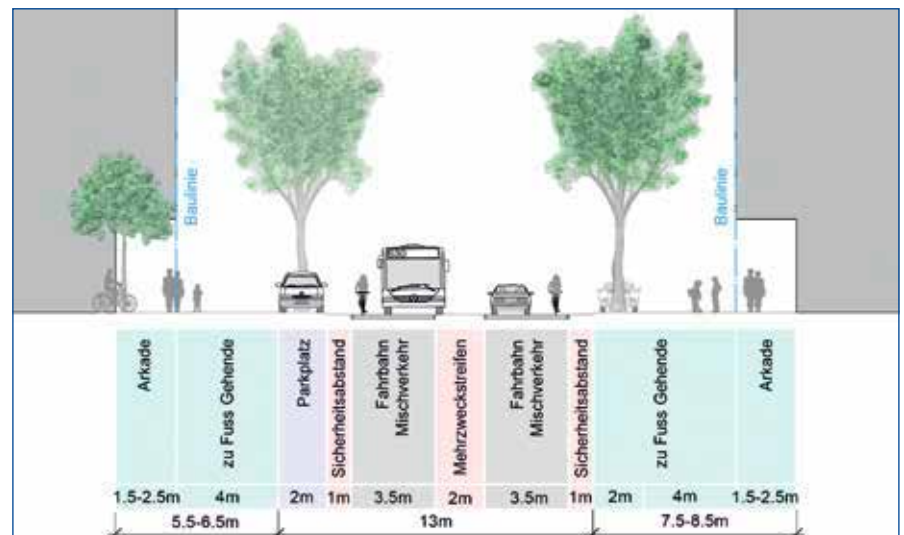 Baulinie
Baulinie
Arkade
zu Fuss Gehende
Parkplatz
Sicherheitsabstand
Fahrbahn
Mischverkehr
Mehrzweckstreifen
Fahrbahn
Mischverkehr
Sicherheitsabstand
zu Fuss Gehende
Arkade
1.5-2.5m 4m 2m 1m 3.5m 2m 3.5m 1m 2m 4m 1.5-2.5m
5.5-6.5m 13m 7.5-8.5m